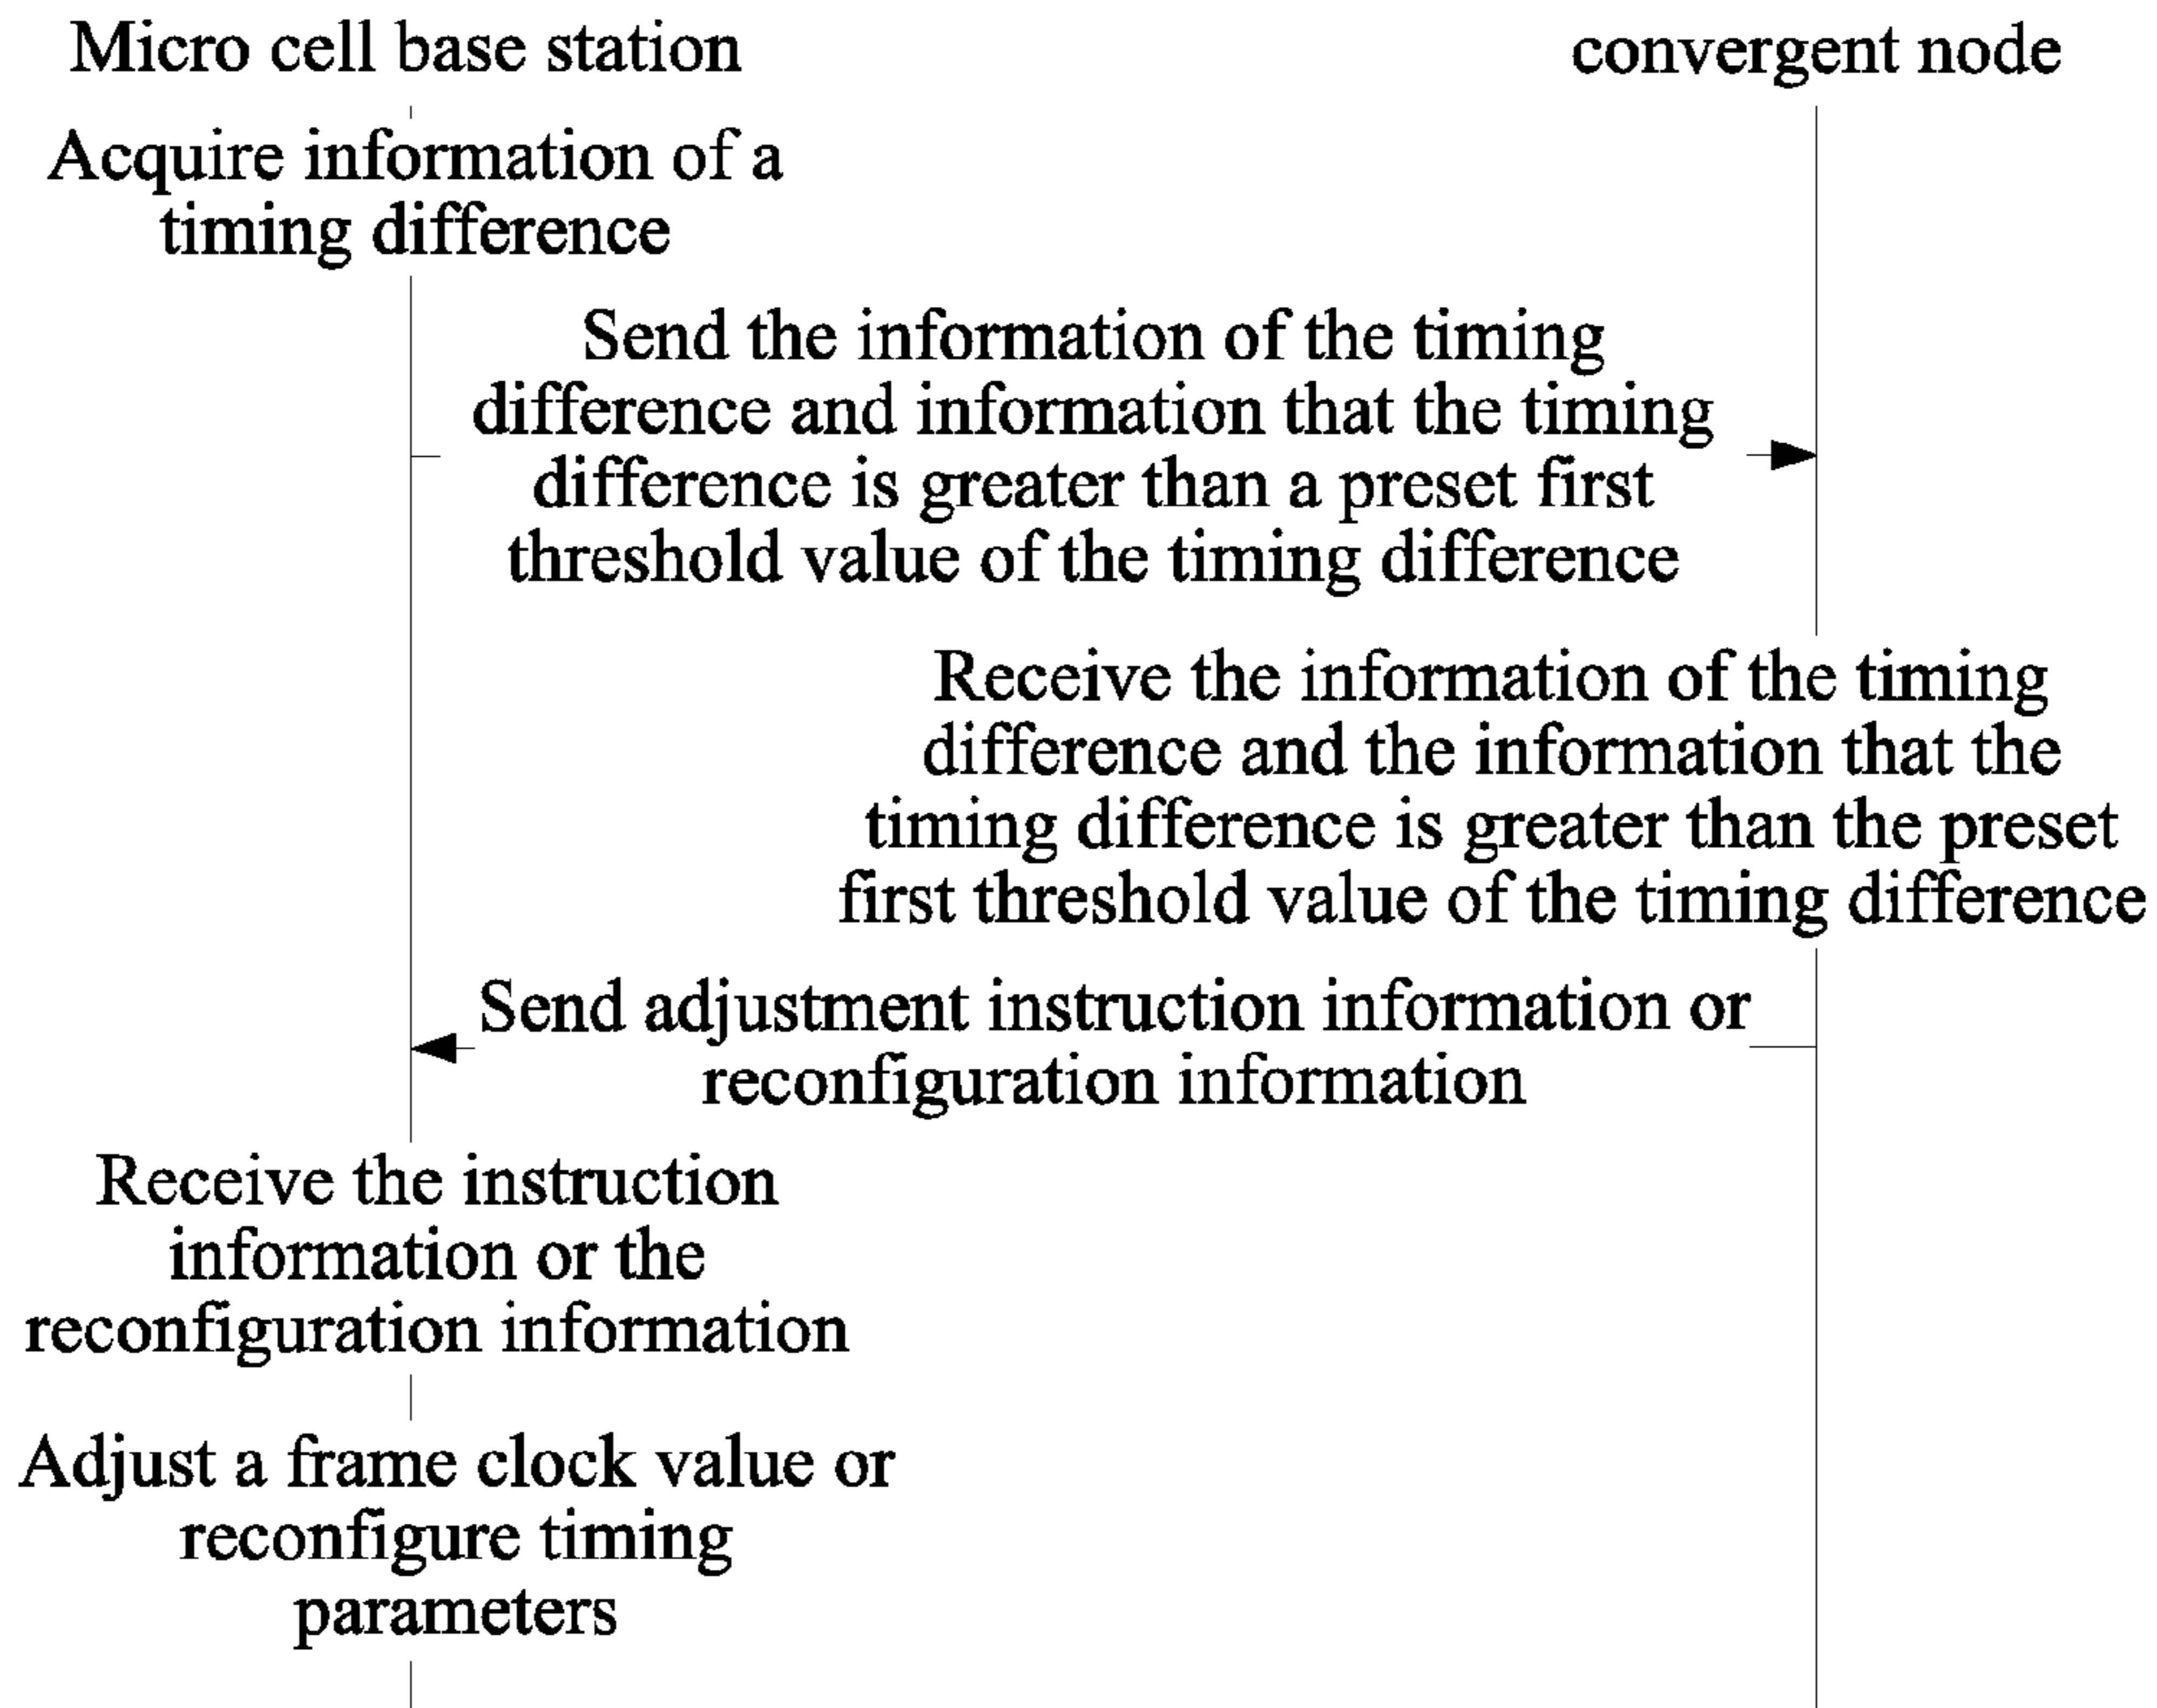 Micro cell base station
convergent node
Acquire information of a
timing difference
Send the information of the timing
difference and information that the timing
difference is greater than a preset first
threshold value of the timing difference
Receive the information of the timing
difference and the information that the
timing difference is greater than the preset
first threshold value of the timing difference
Send adjustment instruction information or
reconfiguration information
Receive the instruction
information or the
reconfiguration information
Adjust a frame clock value or
reconfigure timing
parameters